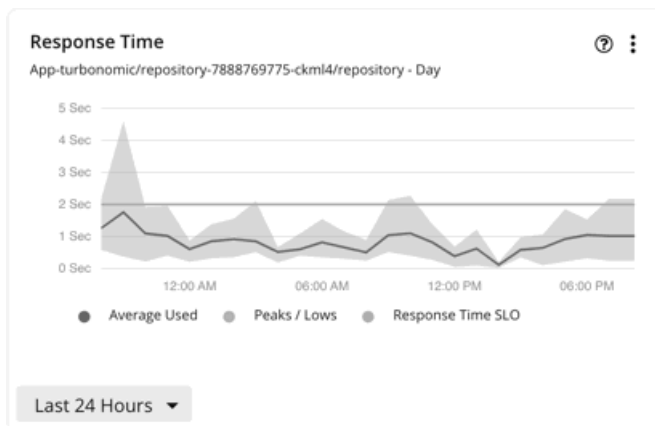 Response Time
App-turbonomic/repository-7888769775-ckml4/repository - Day
5 Sec
4 Sec
3 Sec
2 Sec
1 Sec
0 Sec
12:00 AM 06:00 AM 12:00 PM 06:00 PM
Average Used Peaks / Lows Response Time SLO
Last 24 Hours